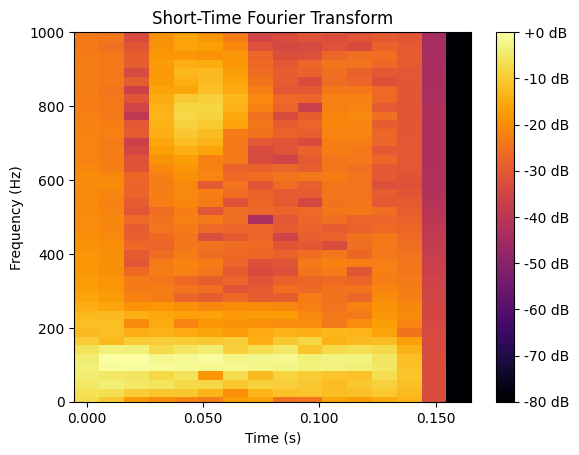 Short-Time Fourier Transform
1000
800
600
400
200
0
Frequency (Hz)
0.000
0.050
0.100
0.150
Time (s)
+0 dB
-10 dB
-20 dB
-30 dB
-40 dB
-50 dB
-60 dB
-70 dB
-80 dB